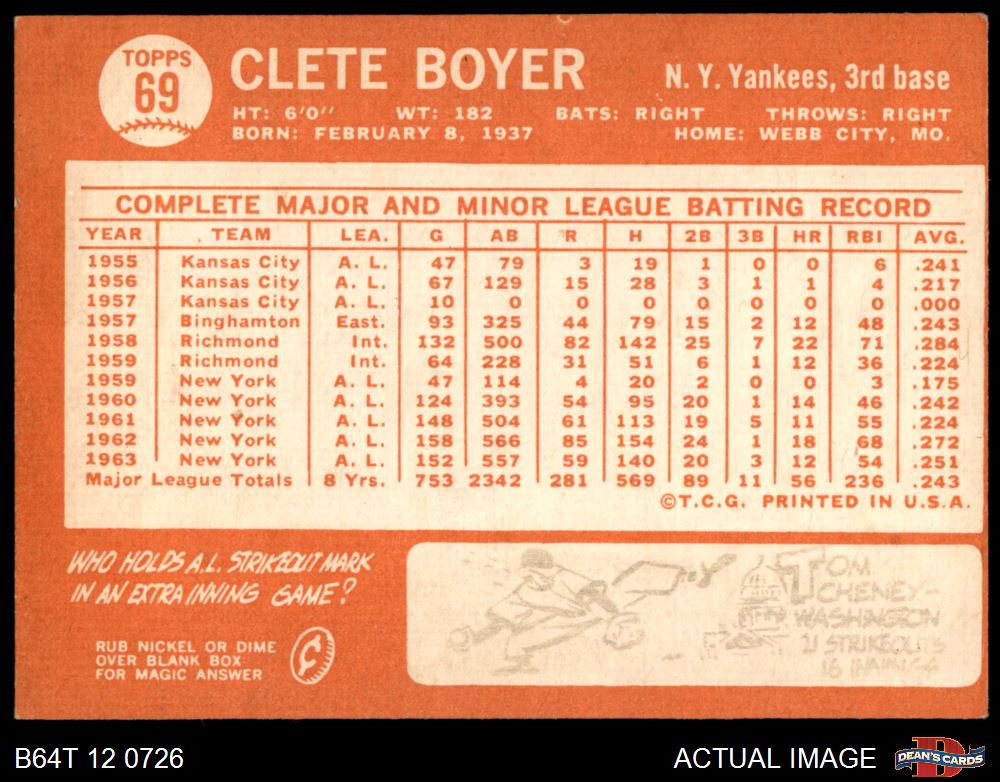 TOPPS
69
CLETE BOYER
N. Y. Yankees, 3rd base
HT: 6'0" WT: 182 BATS: RIGHT THROWS: RIGHT
BORN: FEBRUARY 8, 1937 HOME: WEBB CITY, MO.
COMPLETE MAJOR AND MINOR LEAGUE BATTING RECORD
YEAR TEAM LEA. G AB R H 2B 3B HR RBI AVG.
1955 Kansas City A. L. 47 79 3 19 1 0 0 6 .241
1956 Kansas City A. L. 67 129 15 28 3 1 1 4 .217
1957 Kansas City A. L. 10 0 0 0 0 0 0 0 .000
1957 Binghamton East. 93 325 44 79 15 2 12 48 .243
1958 Richmond Int. 132 500 82 142 25 7 22 71 .284
1959 Richmond Int. 64 228 31 51 6 1 12 36 .224
1959 New York A. L. 47 114 4 20 2 0 0 3 .175
1960 New York A. L. 124 393 54 95 20 1 14 46 .242
1961 New York A. L. 148 504 61 113 19 5 11 55 .224
1962 New York A. L. 158 566 85 154 24 1 18 68 .272
1963 New York A. L. 152 557 59 140 20 3 12 54 .251
Major League Totals 8 Yrs. 753 2342 281 569 89 11 56 236 .243
©T.C.G. PRINTED IN U.S.A.
WHO HOLDS A.L. STRIKEOUT MARK
IN AN EXTRA INNING GAME?
RUB NICKEL OR DIME
OVER BLANK BOX
FOR MAGIC ANSWER
TOM
CHENEY-
WASHINGTON
21 STRIKEOUTS
16 INNINGS
B64T 12 0726
ACTUAL IMAGE
D
DEAN'S CARDS